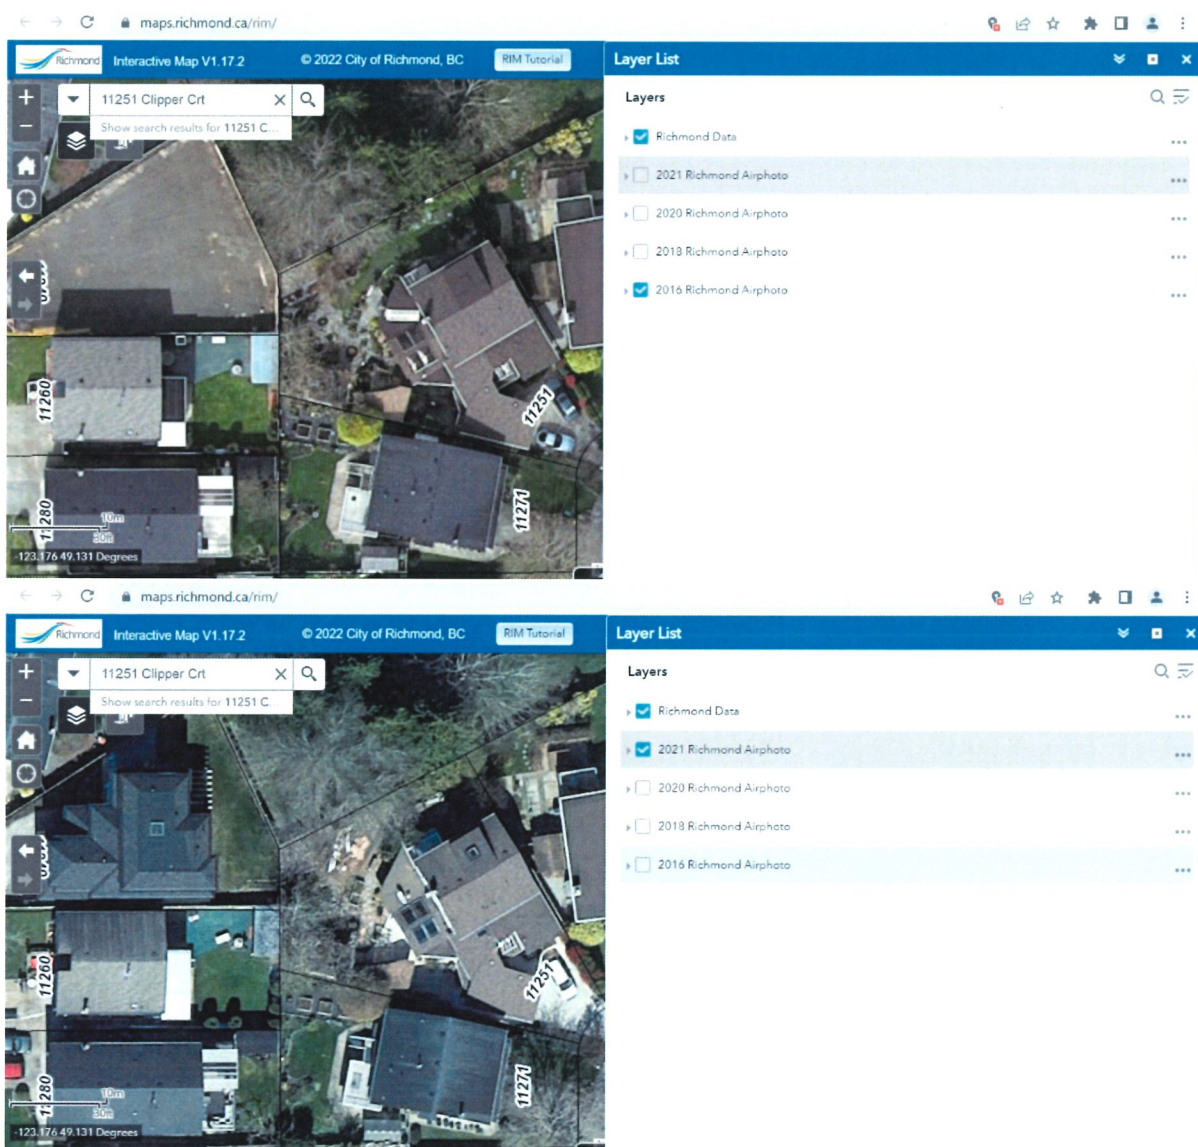 maps.richmond.ca/rim/
Richmond
Interactive Map V1.17.2
© 2022 City of Richmond, BC
RIM Tutorial
Layer List
11251 Clipper Crt
Show search results for 11251 C...
Layers
Richmond Data
2021 Richmond Airphoto
2020 Richmond Airphoto
2018 Richmond Airphoto
2016 Richmond Airphoto
11260
11251
11280
11271
10m
30ft
-123.176 49.131 Degrees
maps.richmond.ca/rim/
Richmond
Interactive Map V1.17.2
© 2022 City of Richmond, BC
RIM Tutorial
Layer List
11251 Clipper Crt
Show search results for 11251 C...
Layers
Richmond Data
2021 Richmond Airphoto
2020 Richmond Airphoto
2018 Richmond Airphoto
2016 Richmond Airphoto
11260
11251
11280
11271
10m
30ft
-123.176 49.131 Degrees